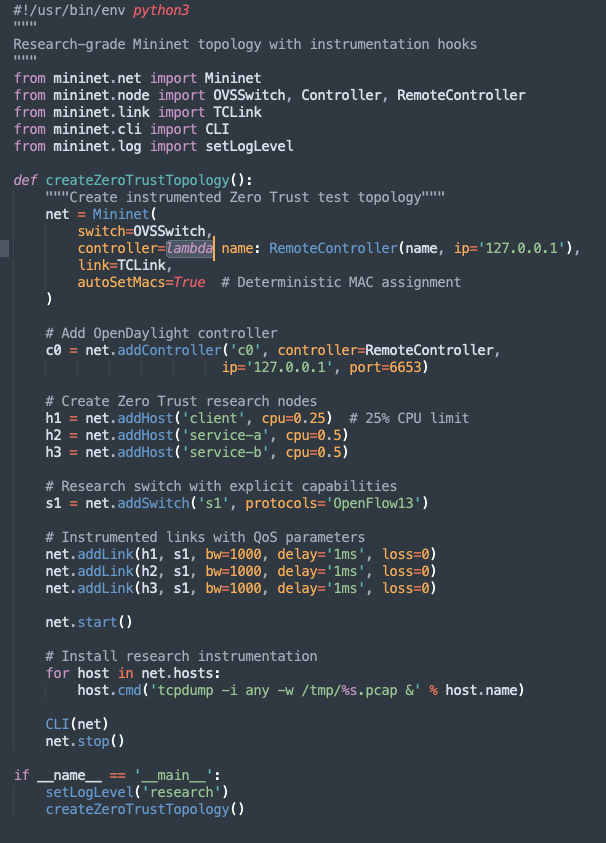 #!/usr/bin/env python3
"""
Research-grade Mininet topology with instrumentation hooks
"""
from mininet.net import Mininet
from mininet.node import OVSSwitch, Controller, RemoteController
from mininet.link import TCLink
from mininet.cli import CLI
from mininet.log import setLogLevel

def createZeroTrustTopology():
    """Create instrumented Zero Trust test topology"""
    net = Mininet(
        switch=OVSSwitch,
        controller=lambda name: RemoteController(name, ip='127.0.0.1'),
        link=TCLink,
        autoSetMacs=True  # Deterministic MAC assignment
    )

    # Add OpenDaylight controller
    c0 = net.addController('c0', controller=RemoteController,
                          ip='127.0.0.1', port=6653)

    # Create Zero Trust research nodes
    h1 = net.addHost('client', cpu=0.25)  # 25% CPU limit
    h2 = net.addHost('service-a', cpu=0.5)
    h3 = net.addHost('service-b', cpu=0.5)

    # Research switch with explicit capabilities
    s1 = net.addSwitch('s1', protocols='OpenFlow13')

    # Instrumented links with QoS parameters
    net.addLink(h1, s1, bw=1000, delay='1ms', loss=0)
    net.addLink(h2, s1, bw=1000, delay='1ms', loss=0)
    net.addLink(h3, s1, bw=1000, delay='1ms', loss=0)

    net.start()

    # Install research instrumentation
    for host in net.hosts:
        host.cmd('tcpdump -i any -w /tmp/%s.pcap &' % host.name)

    CLI(net)
    net.stop()

if __name__ == '__main__':
    setLogLevel('research')
    createZeroTrustTopology()